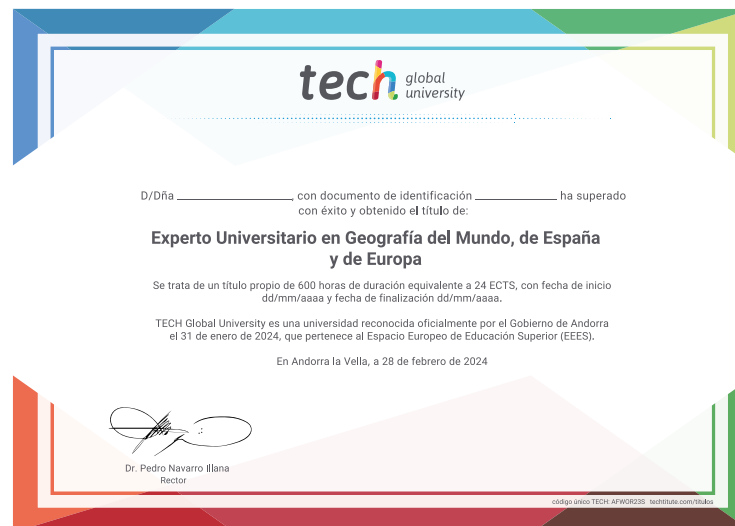 tech global
university
D/Dña ____________, con documento de identificación ____________ ha superado
con éxito y obtenido el título de:
Experto Universitario en Geografía del Mundo, de España
y de Europa
Se trata de un título propio de 600 horas de duración equivalente a 24 ECTS, con fecha de inicio
dd/mm/aaaa y fecha de finalización dd/mm/aaaa.
TECH Global University es una universidad reconocida oficialmente por el Gobierno de Andorra
el 31 de enero de 2024, que pertenece al Espacio Europeo de Educación Superior (EEES).
En Andorra la Vella, a 28 de febrero de 2024
Dr. Pedro Navarro Illana
Rector
código único TECH: AFWOR23S techtitute.com/titulos